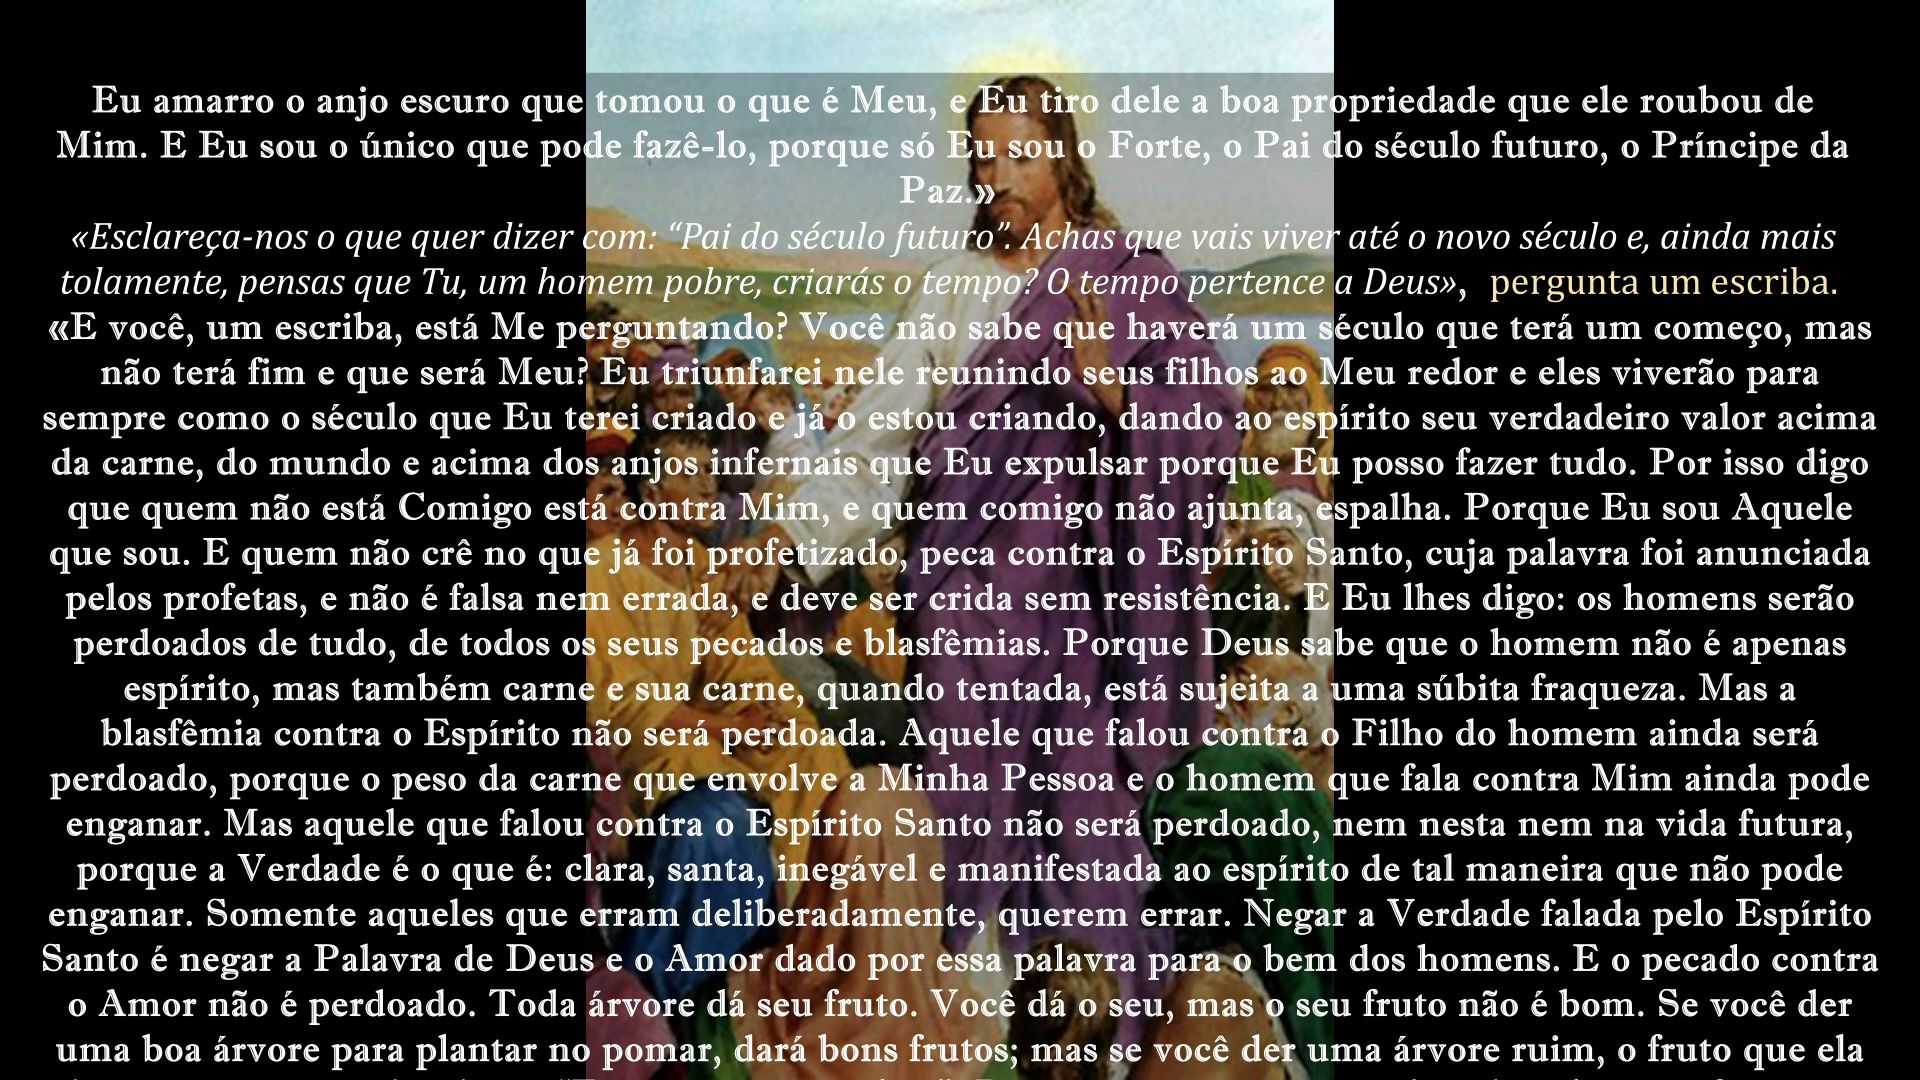 Eu amarro o anjo escuro que tomou o que é Meu, e Eu tiro dele a boa propriedade que ele roubou de
Mim. E Eu sou o único que pode fazê-lo, porque só Eu sou o Forte, o Pai do século futuro, o Príncipe da
Paz.»
«Esclareça-nos o que quer dizer com: “Pai do século futuro”. Achas que vais viver até o novo século e, ainda mais
tolamente, pensas que Tu, um homem pobre, criarás o tempo? O tempo pertence a Deus», pergunta um escriba.
«E você, um escriba, está Me perguntando? Você não sabe que haverá um século que terá um começo, mas
não terá fim e que será Meu? Eu triunfarei nele reunindo seus filhos ao Meu redor e eles viverão para
sempre como o século que Eu terei criado e já o estou criando, dando ao espírito seu verdadeiro valor acima
da carne, do mundo e acima dos anjos infernais que Eu expulsar porque Eu posso fazer tudo. Por isso digo
que quem não está Comigo está contra Mim, e quem comigo não ajunta, espalha. Porque Eu sou Aquele
que sou. E quem não crê no que já foi profetizado, peca contra o Espírito Santo, cuja palavra foi anunciada
pelos profetas, e não é falsa nem errada, e deve ser crida sem resistência. E Eu lhes digo: os homens serão
perdoados de tudo, de todos os seus pecados e blasfêmias. Porque Deus sabe que o homem não é apenas
espírito, mas também carne e sua carne, quando tentada, está sujeita a uma súbita fraqueza. Mas a
blasfêmia contra o Espírito não será perdoada. Aquele que falou contra o Filho do homem ainda será
perdoado, porque o peso da carne que envolve a Minha Pessoa e o homem que fala contra Mim ainda pode
enganar. Mas aquele que falou contra o Espírito Santo não será perdoado, nem nesta nem na vida futura,
porque a Verdade é o que é: clara, santa, inegável e manifestada ao espírito de tal maneira que não pode
enganar. Somente aqueles que erram deliberadamente, querem errar. Negar a Verdade falada pelo Espírito
Santo é negar a Palavra de Deus e o Amor dado por essa palavra para o bem dos homens. E o pecado contra
o Amor não é perdoado. Toda árvore dá seu fruto. Você dá o seu, mas o seu fruto não é bom. Se você der
uma boa árvore para plantar no pomar, dará bons frutos; mas se você der uma árvore ruim, o fruto que ela